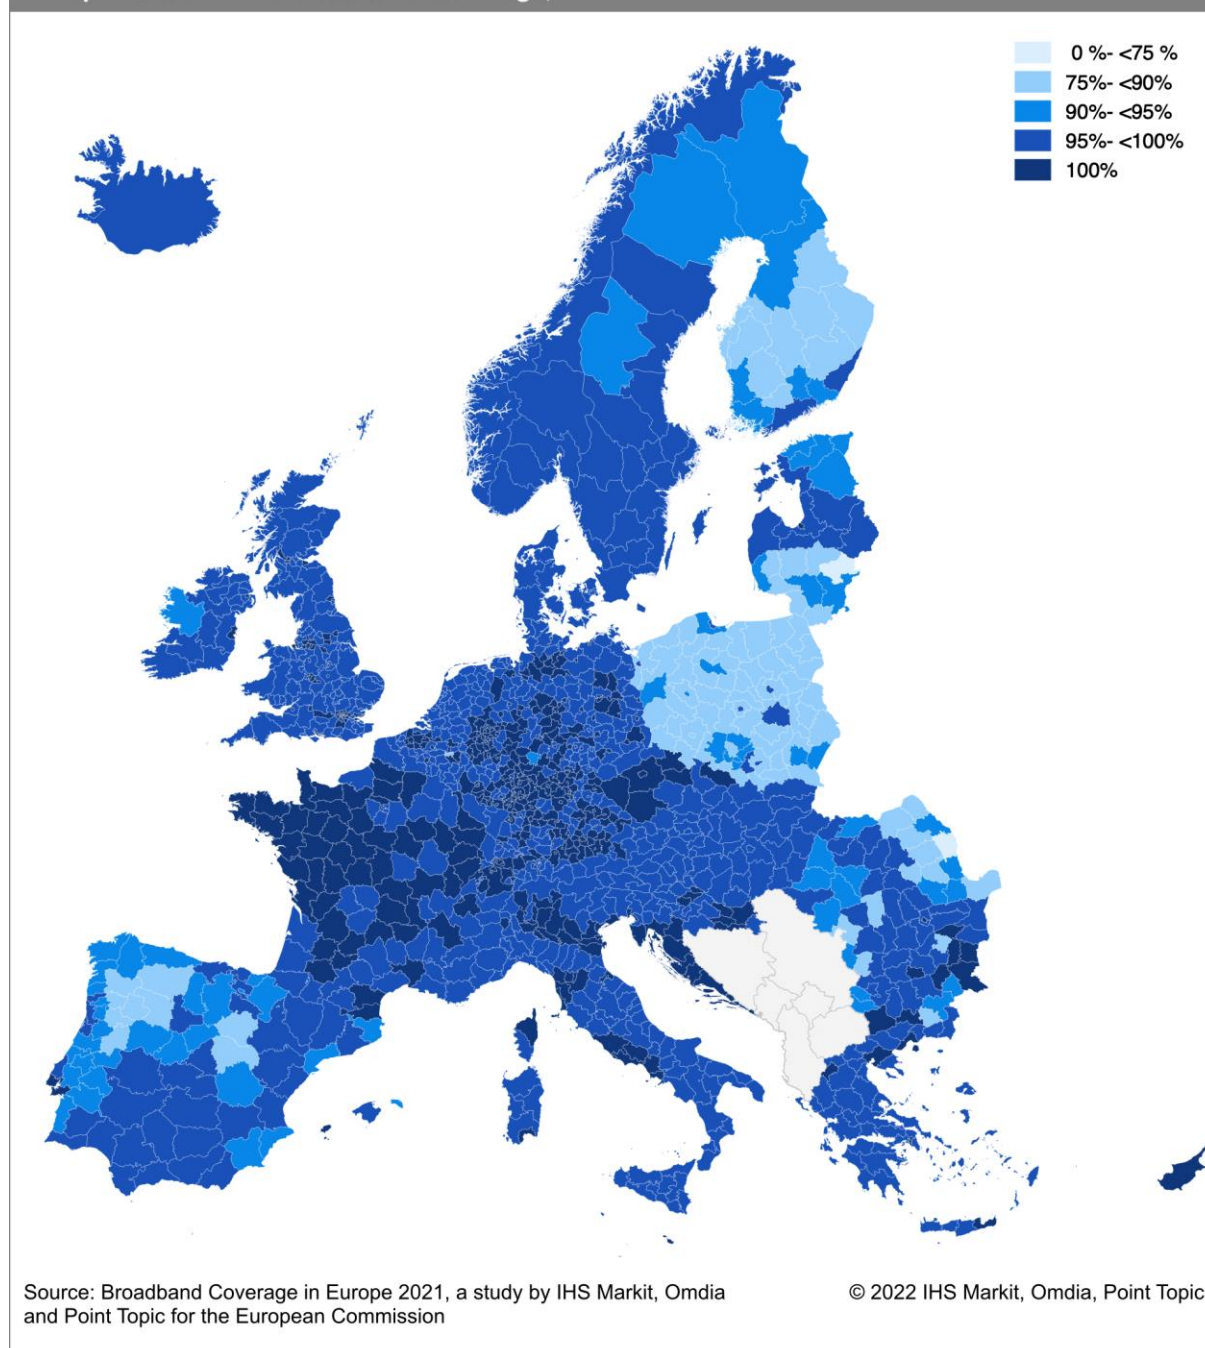 0 %- <75 %
75%- <90%
90%- <95%
95%- <100%
100%
Source: Broadband Coverage in Europe 2021, a study by IHS Markit, Omdia
and Point Topic for the European Commission
© 2022 IHS Markit, Omdia, Point Topic